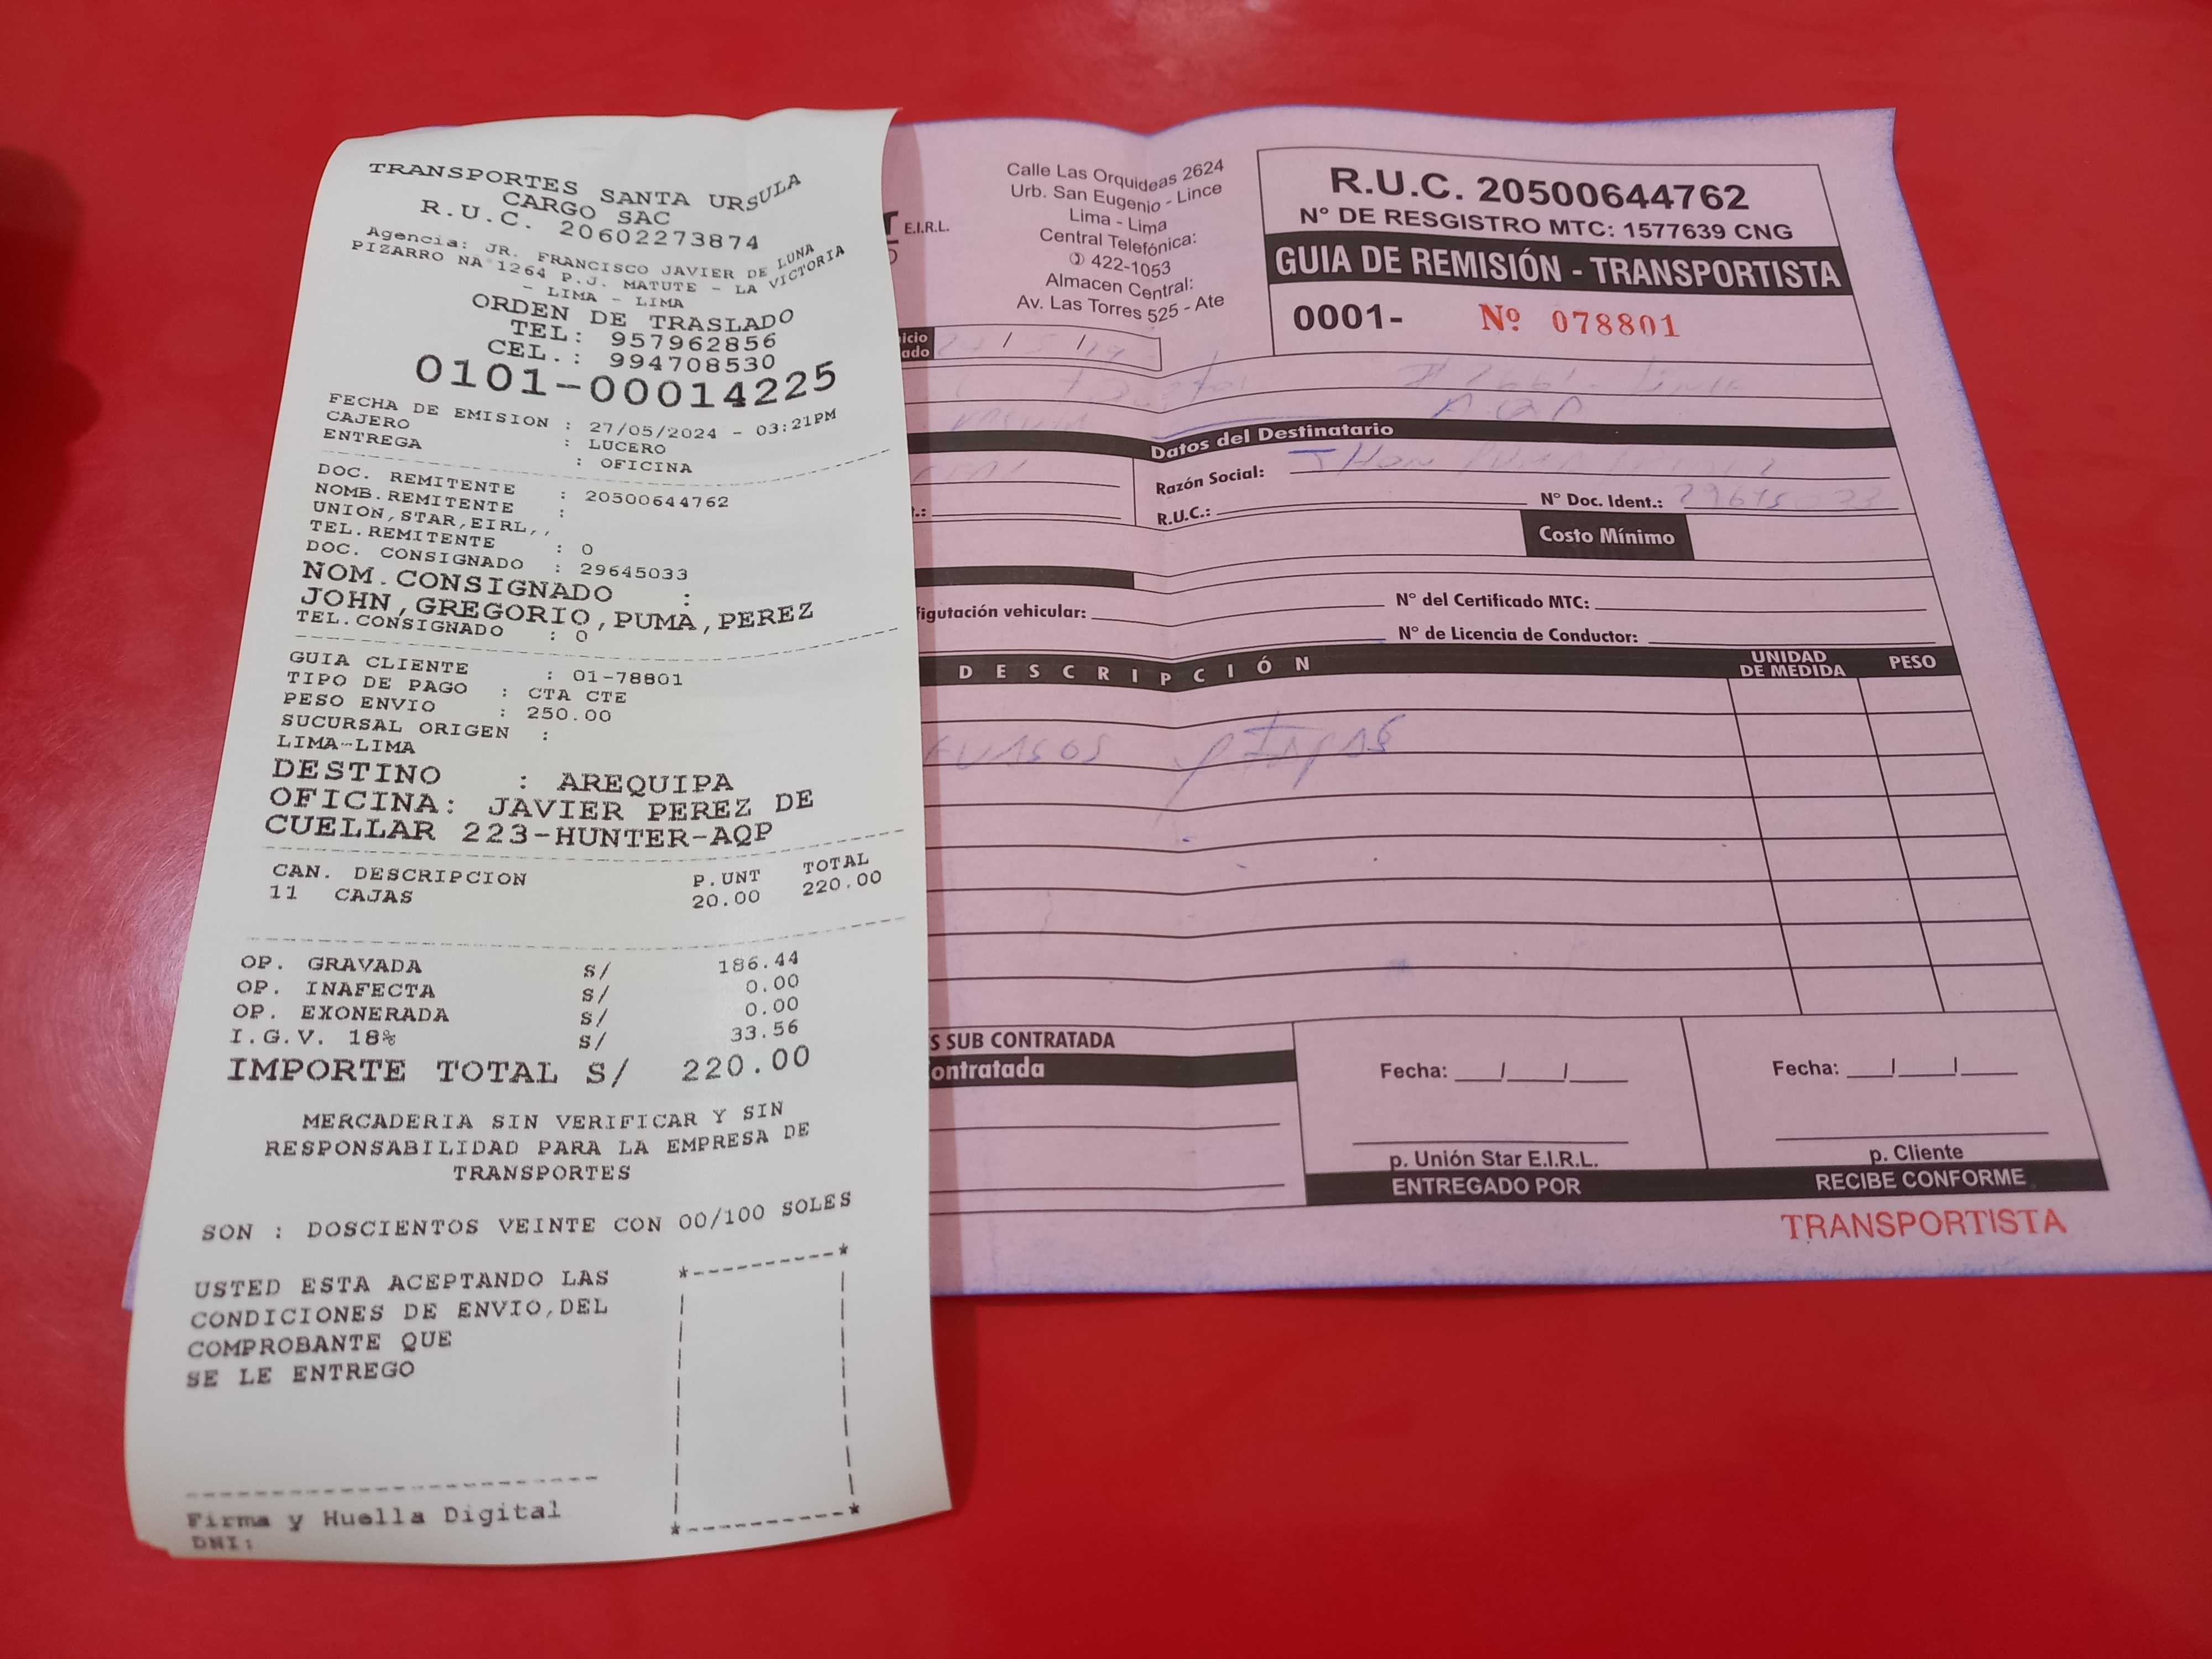 TRANSPORTES SANTA URSULA
CARGO SAC
R.U.C. 20602273874
Agencia: JR. FRANCISCO JAVIER DE LUNA
PIZARRO NA°1264 P.J. MATUTE - LA VICTORIA
- LIMA - LIMA
ORDEN DE TRASLADO
TEL: 957962856
CEL.: 994708530
0101-00014225
FECHA DE EMISION : 27/05/2024 - 03:21PM
CAJERO : LUCERO
ENTREGA : OFICINA
DOC. REMITENTE : 20500644762
NOMB.REMITENTE :
UNION,STAR,EIRL,,
TEL.REMITENTE : 0
DOC. CONSIGNADO : 29645033
NOM.CONSIGNADO :
JOHN,GREGORIO,PUMA,PEREZ
TEL.CONSIGNADO : 0
GUIA CLIENTE : 01-78801
TIPO DE PAGO : CTA CTE
PESO ENVIO : 250.00
SUCURSAL ORIGEN :
LIMA-LIMA
DESTINO : AREQUIPA
OFICINA: JAVIER PEREZ DE
CUELLAR 223-HUNTER-AQP
CAN. DESCRIPCION P.UNT TOTAL
11 CAJAS 20.00 220.00
OP. GRAVADA S/ 186.44
OP. INAFECTA S/ 0.00
OP. EXONERADA S/ 0.00
I.G.V. 18% S/ 33.56
IMPORTE TOTAL S/ 220.00
MERCADERIA SIN VERIFICAR Y SIN
RESPONSABILIDAD PARA LA EMPRESA DE
TRANSPORTES
SON : DOSCIENTOS VEINTE CON 00/100 SOLES
USTED ESTA ACEPTANDO LAS
CONDICIONES DE ENVIO,DEL
COMPROBANTE QUE
SE LE ENTREGO
Firma y Huella Digital
DNI:
E.I.R.L.
Calle Las Orquideas 2624
Urb. San Eugenio - Lince
Lima - Lima
Central Telefónica:
422-1053
Almacen Central:
Av. Las Torres 525 - Ate
R.U.C. 20500644762
N° DE RESGISTRO MTC: 1577639 CNG
GUIA DE REMISIÓN - TRANSPORTISTA
0001- Nº 078801
icio
ado / /
Datos del Destinatario
Razón Social: JHON
R.U.C.: N° Doc. Ident.:
Costo Mínimo
figutación vehicular: N° del Certificado MTC:
N° de Licencia de Conductor:
DESCRIPCIÓN UNIDAD DE MEDIDA PESO
S SUB CONTRATADA
ontratada
Fecha: / / Fecha: / /
p. Unión Star E.I.R.L. p. Cliente
ENTREGADO POR RECIBE CONFORME
TRANSPORTISTA